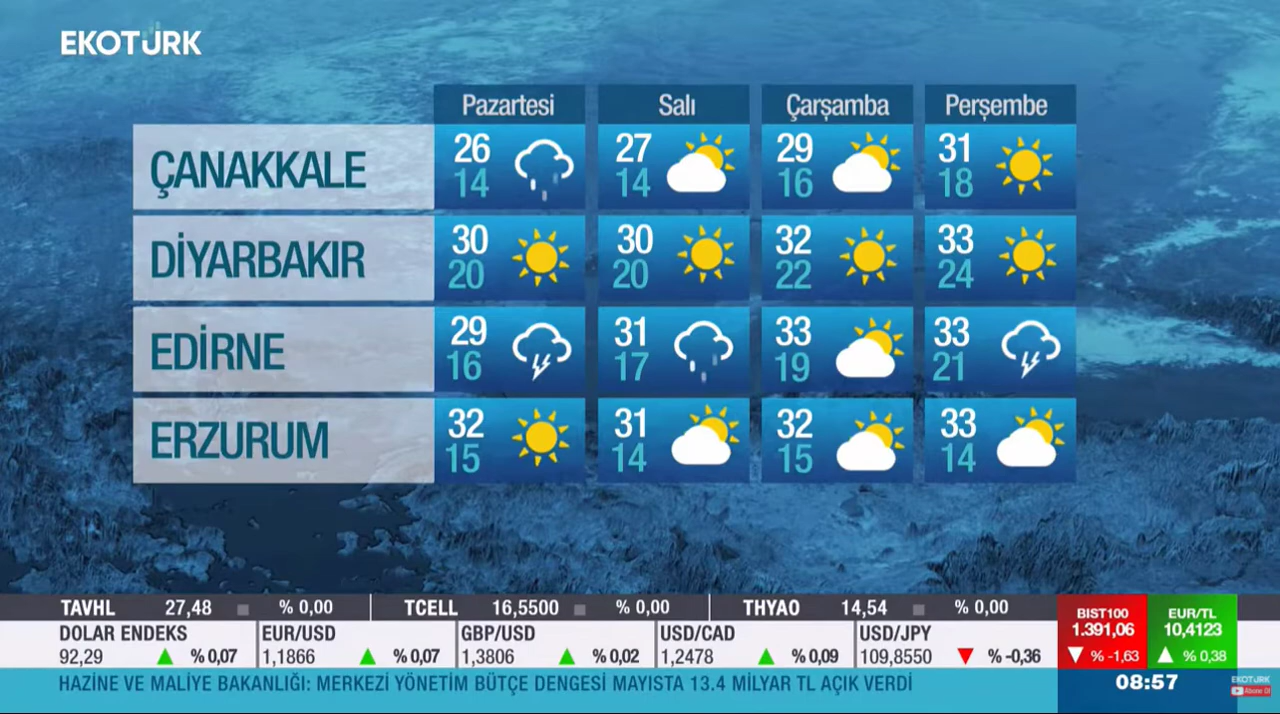 EKOTÜRK
Pazartesi Salı Çarşamba Perşembe
ÇANAKKALE 26 14 27 14 29 16 31 18
DİYARBAKIR 30 20 30 20 32 22 33 24
EDİRNE 29 16 31 17 33 19 33 21
ERZURUM 32 15 31 14 32 15 33 14
TAVHL 27,48 % 0,00 TCELL 16,5500 % 0,00 THYAO 14,54 % 0,00
DOLAR ENDEKS EUR/USD GBP/USD USD/CAD USD/JPY
92,29 % 0,07 1,1866 % 0,07 1,3806 % 0,02 1,2478 % 0,09 109,8550 % -0,36
BIST100 EUR/TL
1.391,06 10,4123
% -1,63 % 0,38
HAZİNE VE MALİYE BAKANLIĞI: MERKEZİ YÖNETİM BÜTÇE DENGESİ MAYISTA 13.4 MİLYAR TL AÇIK VERDİ
08:57
EKOTÜRK
Abone Ol